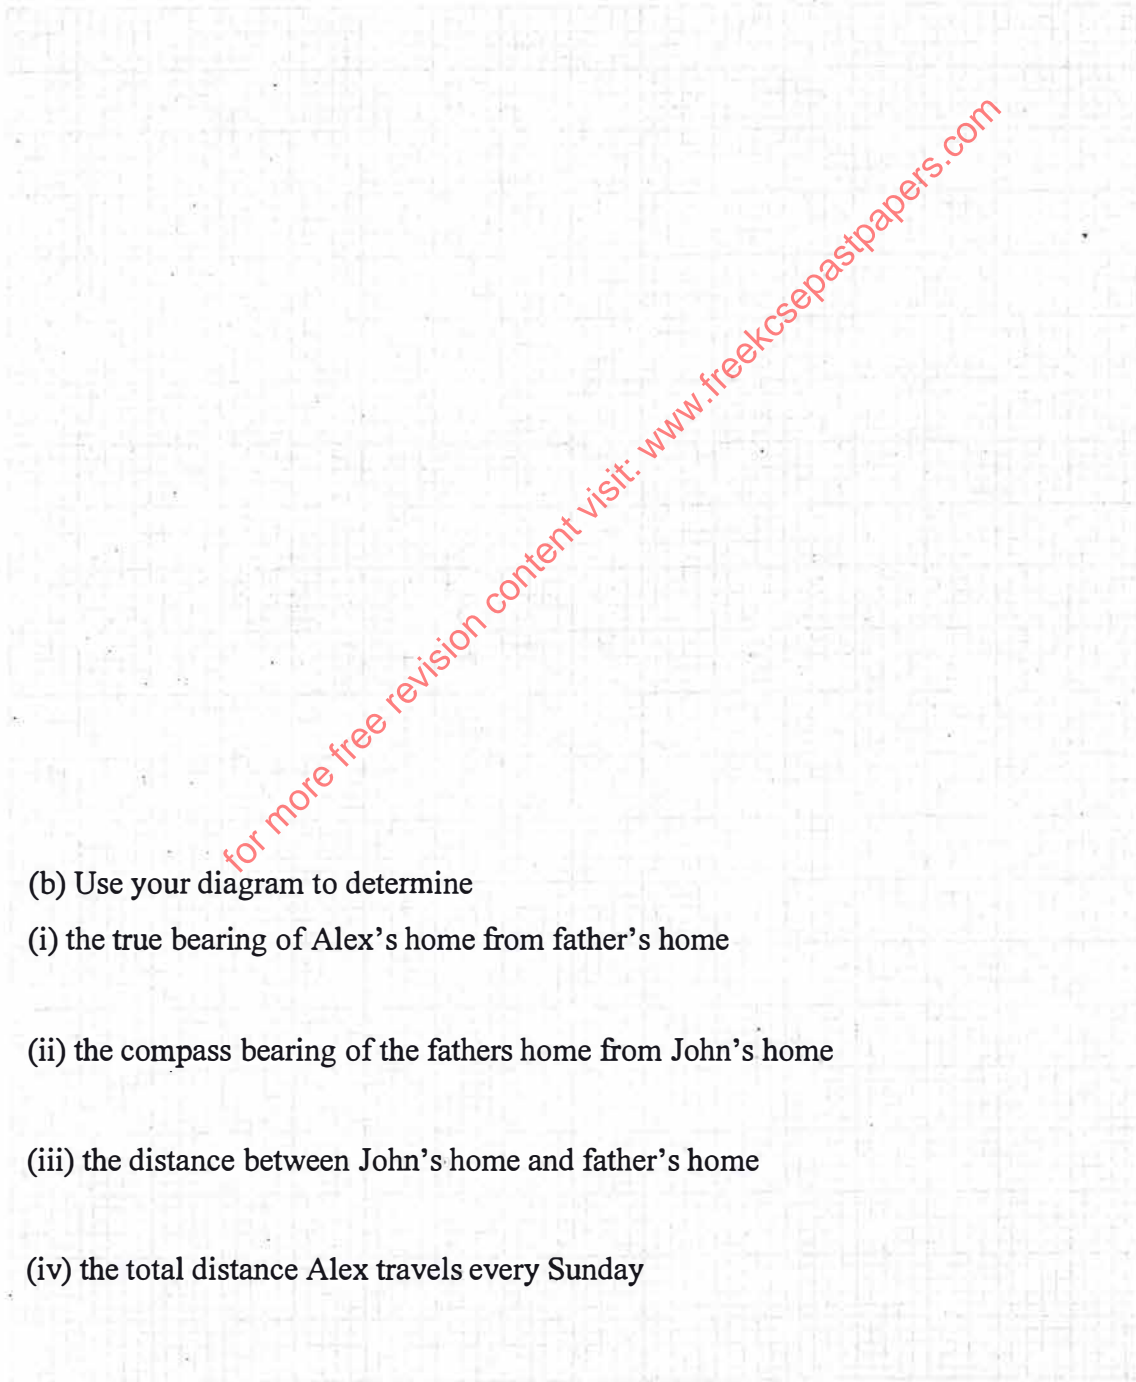 for more free revision content visit: www.freekcsepastpapers.com
(b) Use your diagram to determine
(i) the true bearing of Alex's home from father's home
(ii) the compass bearing of the fathers home from John's home
(iii) the distance between John's home and father's home
(iv) the total distance Alex travels every Sunday